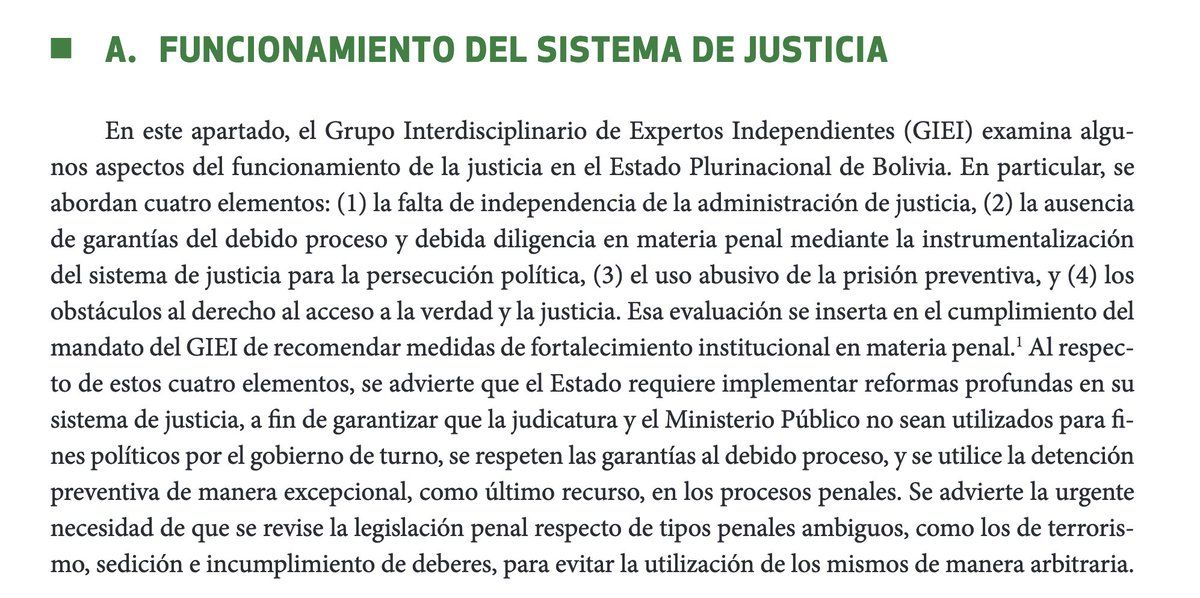 A. FUNCIONAMIENTO DEL SISTEMA DE JUSTICIA
En este apartado, el Grupo Interdisciplinario de Expertos Independientes (GIEI) examina algu-
nos aspectos del funcionamiento de la justicia en el Estado Plurinacional de Bolivia. En particular, se
abordan cuatro elementos: (1) la falta de independencia de la administración de justicia, (2) la ausencia
de garantías del debido proceso y debida diligencia en materia penal mediante la instrumentalización
del sistema de justicia para la persecución política, (3) el uso abusivo de la prisión preventiva, y (4) los
obstáculos al derecho al acceso a la verdad y la justicia. Esa evaluación se inserta en el cumplimiento del
mandato del GIEI de recomendar medidas de fortalecimiento institucional en materia penal.¹ Al respec-
to de estos cuatro elementos, se advierte que el Estado requiere implementar reformas profundas en su
sistema de justicia, a fin de garantizar que la judicatura y el Ministerio Público no sean utilizados para fi-
nes políticos por el gobierno de turno, se respeten las garantías al debido proceso, y se utilice la detención
preventiva de manera excepcional, como último recurso, en los procesos penales. Se advierte la urgente
necesidad de que se revise la legislación penal respecto de tipos penales ambiguos, como los de terroris-
mo, sedición e incumplimiento de deberes, para evitar la utilización de los mismos de manera arbitraria.